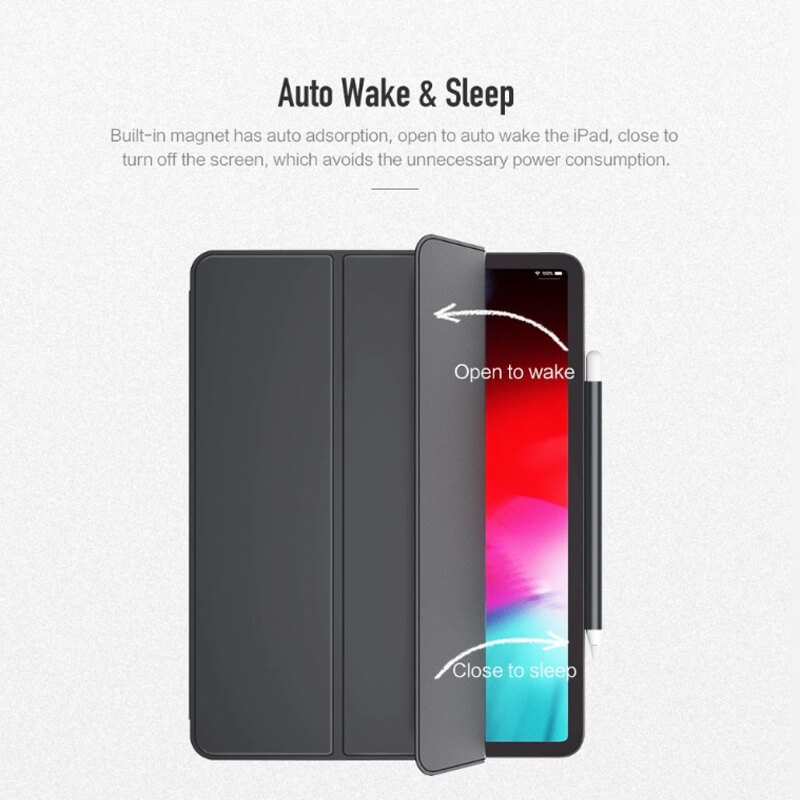 Auto Wake & Sleep
Built-in magnet has auto adsorption, open to auto wake the iPad, close to
turn off the screen, which avoids the unnecessary power consumption.
100%
Open to wake
Close to sleep